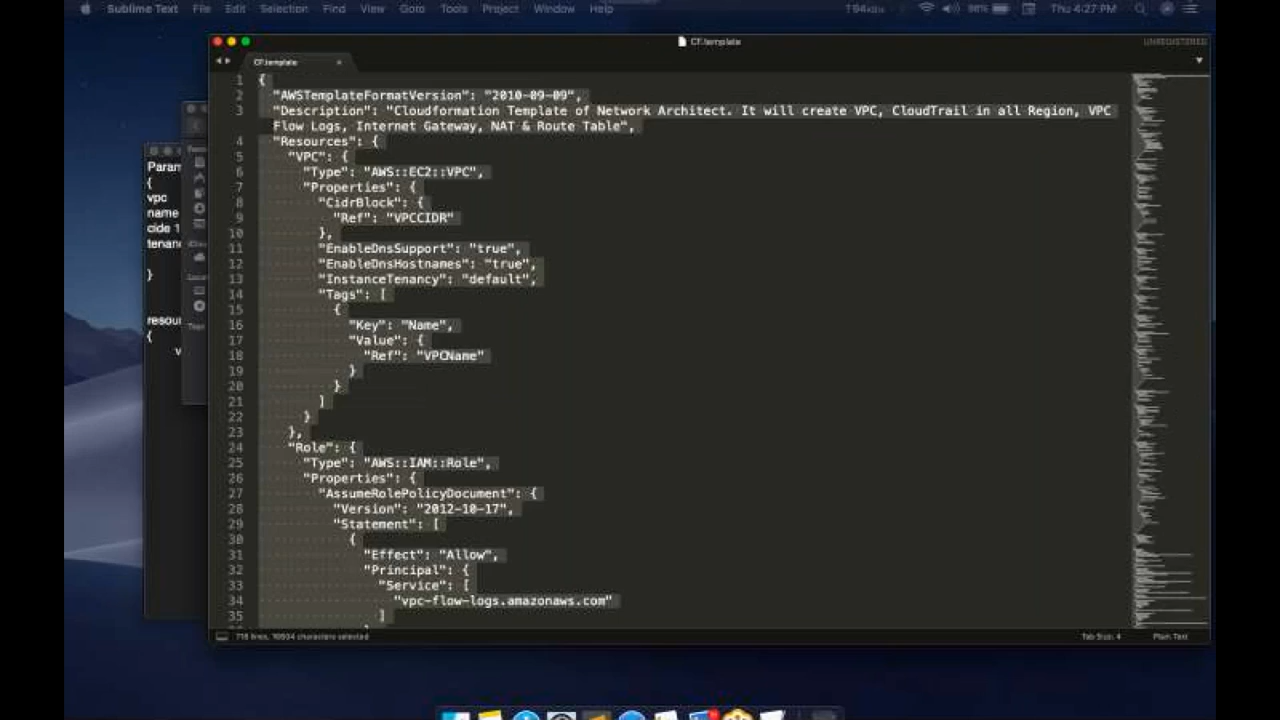 Sublime Text File Edit Selection Find View Goto Tools Project Window Help Thu 4:27 PM
CF.template UNREGISTERED
CF.template
1 {
2 "AWSTemplateFormatVersion": "2010-09-09",
3 "Description": "Cloudformation Template of Network Architect. It will create VPC, CloudTrail in all Region, VPC
Flow Logs, Internet Gateway, NAT & Route Table",
4 "Resources": {
5 "VPC": {
6 "Type": "AWS::EC2::VPC",
7 "Properties": {
8 "CidrBlock": {
9 "Ref": "VPCCIDR"
10 },
11 "EnableDnsSupport": "true",
12 "EnableDnsHostnames": "true",
13 "InstanceTenancy": "default",
14 "Tags": [
15 {
16 "Key": "Name",
17 "Value": {
18 "Ref": "VPCName"
19 }
20 }
21 ]
22 }
23 },
24 "Role": {
25 "Type": "AWS::IAM::Role",
26 "Properties": {
27 "AssumeRolePolicyDocument": {
28 "Version": "2012-10-17",
29 "Statement": [
30 {
31 "Effect": "Allow",
32 "Principal": {
33 "Service": [
34 "vpc-flow-logs.amazonaws.com"
35 ]
Param
{
vpc
name
cide 1
tenan
}
resou
{
v
Tab Size: 4 Plain Text